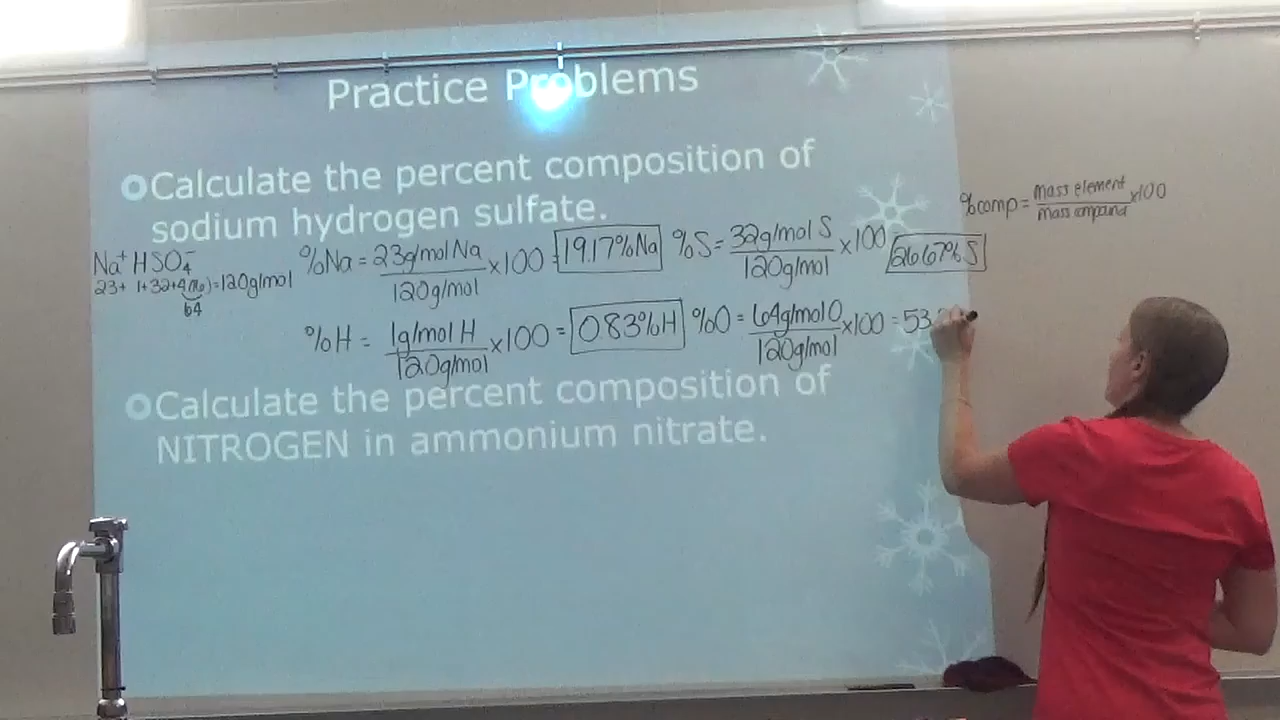 Practice Problems
Calculate the percent composition of
sodium hydrogen sulfate.
%comp = mass element / mass compound x100
Na⁺ HSO₄⁻
23+ 1+32+4(16)=120g/mol
64
%Na = 23g/mol Na / 120g/mol x100 = 19.17%Na
%S = 32g/mol S / 120g/mol x100 26.67% S
%H = 1g/mol H / 120g/mol x100 = 0.83%H
%O = 64g/mol O / 120g/mol x100 = 53
Calculate the percent composition of
NITROGEN in ammonium nitrate.